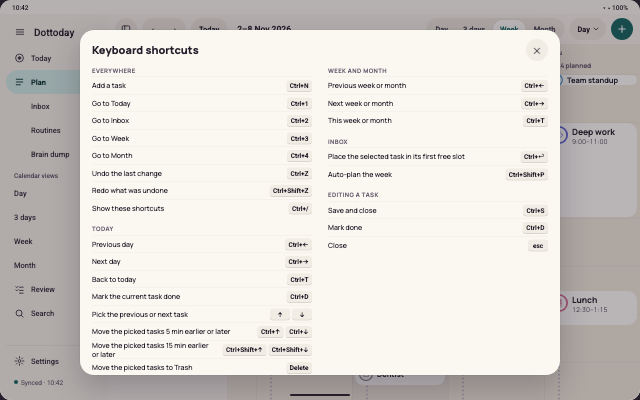 10:42
100%
Dottoday
Today
2–8 Nov 2026
Day
3 days
Week
Month
Day
Today
Plan
Inbox
Routines
Brain dump
Calendar views
Day
3 days
Week
Month
Review
Search
Settings
Synced · 10:42
Keyboard shortcuts
EVERYWHERE
Add a task Ctrl+N
Go to Today Ctrl+1
Go to Inbox Ctrl+2
Go to Week Ctrl+3
Go to Month Ctrl+4
Undo the last change Ctrl+Z
Redo what was undone Ctrl+Shift+Z
Show these shortcuts Ctrl+/
TODAY
Previous day Ctrl+←
Next day Ctrl+→
Back to today Ctrl+T
Mark the current task done Ctrl+D
Pick the previous or next task ↑ ↓
Move the picked tasks 5 min earlier or later Ctrl+↑ Ctrl+↓
Move the picked tasks 15 min earlier
or later Ctrl+Shift+↑ Ctrl+Shift+↓
Move the picked tasks to Trash Delete
WEEK AND MONTH
Previous week or month Ctrl+←
Next week or month Ctrl+→
This week or month Ctrl+T
INBOX
Place the selected task in its first free slot Ctrl+↩
Auto-plan the week Ctrl+Shift+P
EDITING A TASK
Save and close Ctrl+S
Mark done Ctrl+D
Close esc
4 planned
Team standup
Deep work
9:00–11:00
Lunch
12:30–1:15
Dentist